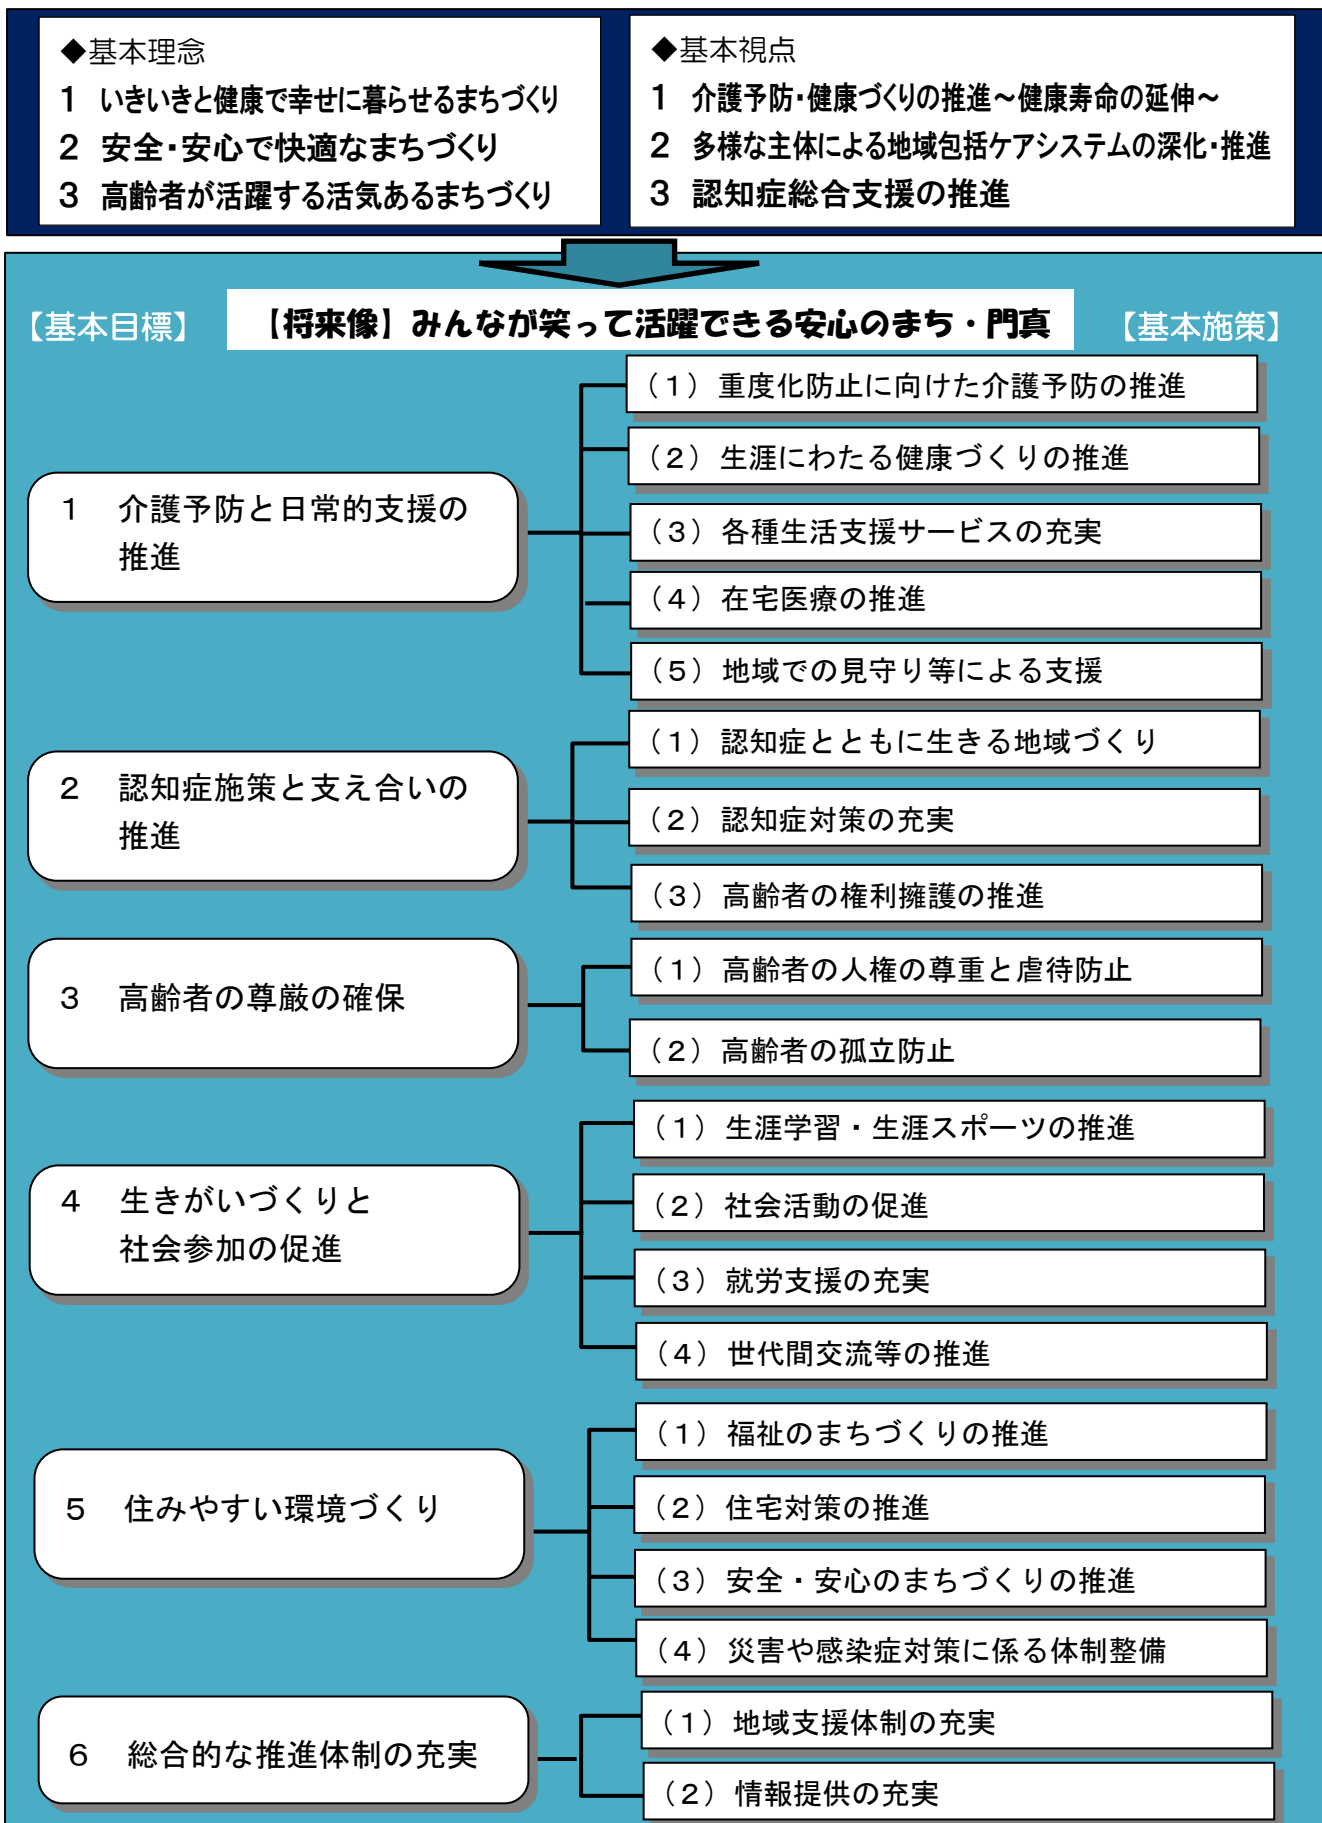 ◆基本理念
1 いきいきと健康で幸せに暮らせるまちづくり
2 安全・安心で快適なまちづくり
3 高齢者が活躍する活気あるまちづくり
◆基本視点
1 介護予防・健康づくりの推進～健康寿命の延伸～
2 多様な主体による地域包括ケアシステムの深化・推進
3 認知症総合支援の推進
【基本目標】
【将来像】みんなが笑って活躍できる安心のまち・門真
【基本施策】
1 介護予防と日常的支援の
推進
（1）重度化防止に向けた介護予防の推進
（2）生涯にわたる健康づくりの推進
（3）各種生活支援サービスの充実
（4）在宅医療の推進
（5）地域での見守り等による支援
2 認知症施策と支え合いの
推進
（1）認知症とともに生きる地域づくり
（2）認知症対策の充実
（3）高齢者の権利擁護の推進
3 高齢者の尊厳の確保
（1）高齢者の人権の尊重と虐待防止
（2）高齢者の孤立防止
4 生きがいづくりと
社会参加の促進
（1）生涯学習・生涯スポーツの推進
（2）社会活動の促進
（3）就労支援の充実
（4）世代間交流等の推進
5 住みやすい環境づくり
（1）福祉のまちづくりの推進
（2）住宅対策の推進
（3）安全・安心のまちづくりの推進
（4）災害や感染症対策に係る体制整備
6 総合的な推進体制の充実
（1）地域支援体制の充実
（2）情報提供の充実